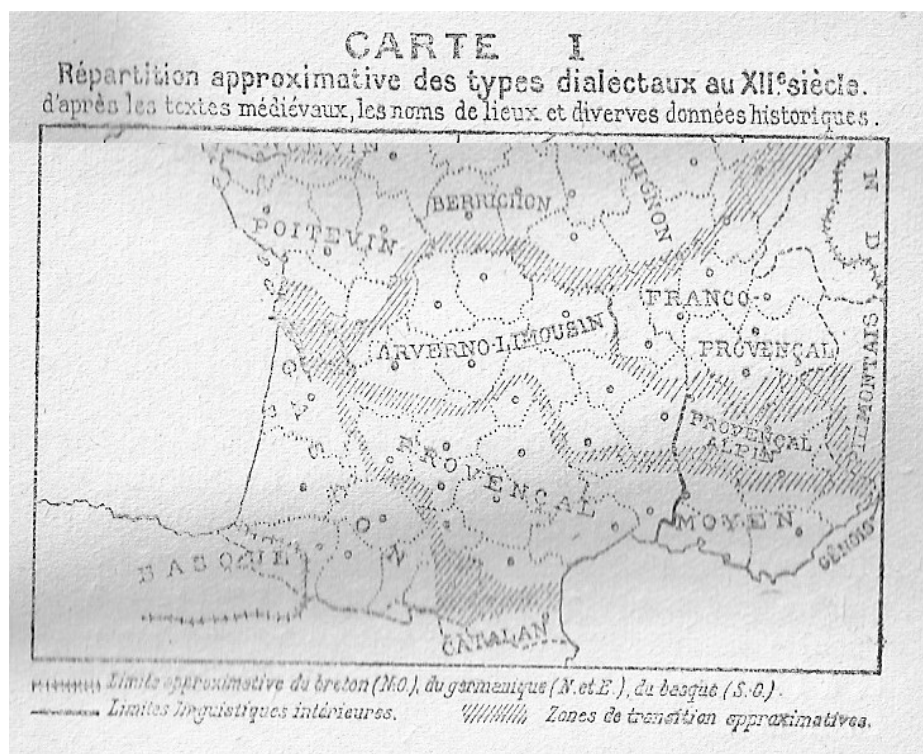 CARTE I
Répartition approximative des types dialectaux au XIIe siècle.
d'après les textes médiévaux, les noms de lieux et diverves données historiques.
BERRICHON
POITEVIN
FRANCO-
PROVENÇAL
ARVERNO-LIMOUSIN
PIÉMONTAIS
PROVENÇAL
ALPIN
GASCON
PROVENÇAL
MOYEN
GÉNOIS
BASQUE
CATALAN
Limite approximative du breton (N.O.), du germanique (N. et E.), du basque (S.-O.).
Limites linguistiques intérieures.
Zones de transition approximatives.